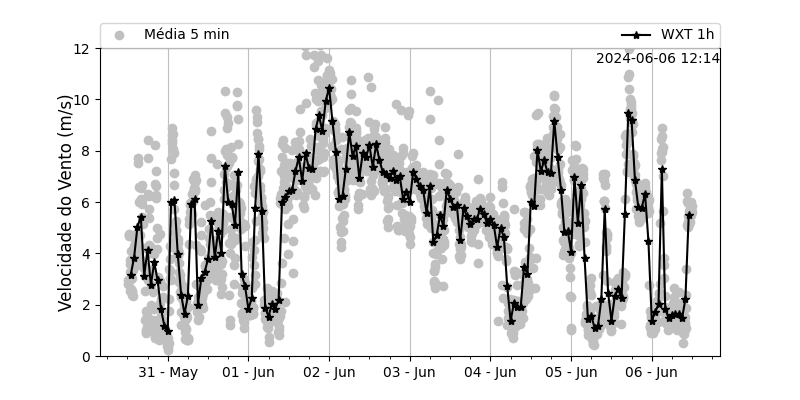 Média 5 min
WXT 1h
2024-06-06 12:14
Velocidade do Vento (m/s)
12
10
8
6
4
2
0
31 - May
01 - Jun
02 - Jun
03 - Jun
04 - Jun
05 - Jun
06 - Jun